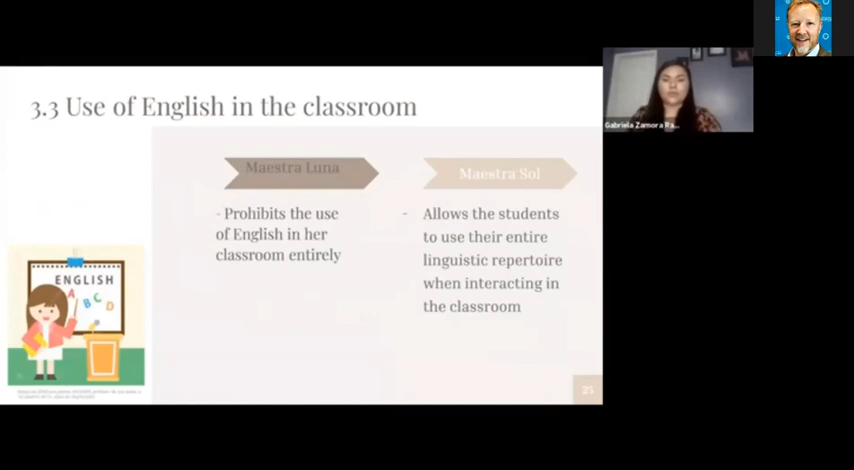 3.3 Use of English in the classroom
Maestra Luna
- Prohibits the use
of English in her
classroom entirely
Maestra Sol
- Allows the students
to use their entire
linguistic repertoire
when interacting in
the classroom
ENGLISH
A
B C D
25
Gabriela Zamora Ra...